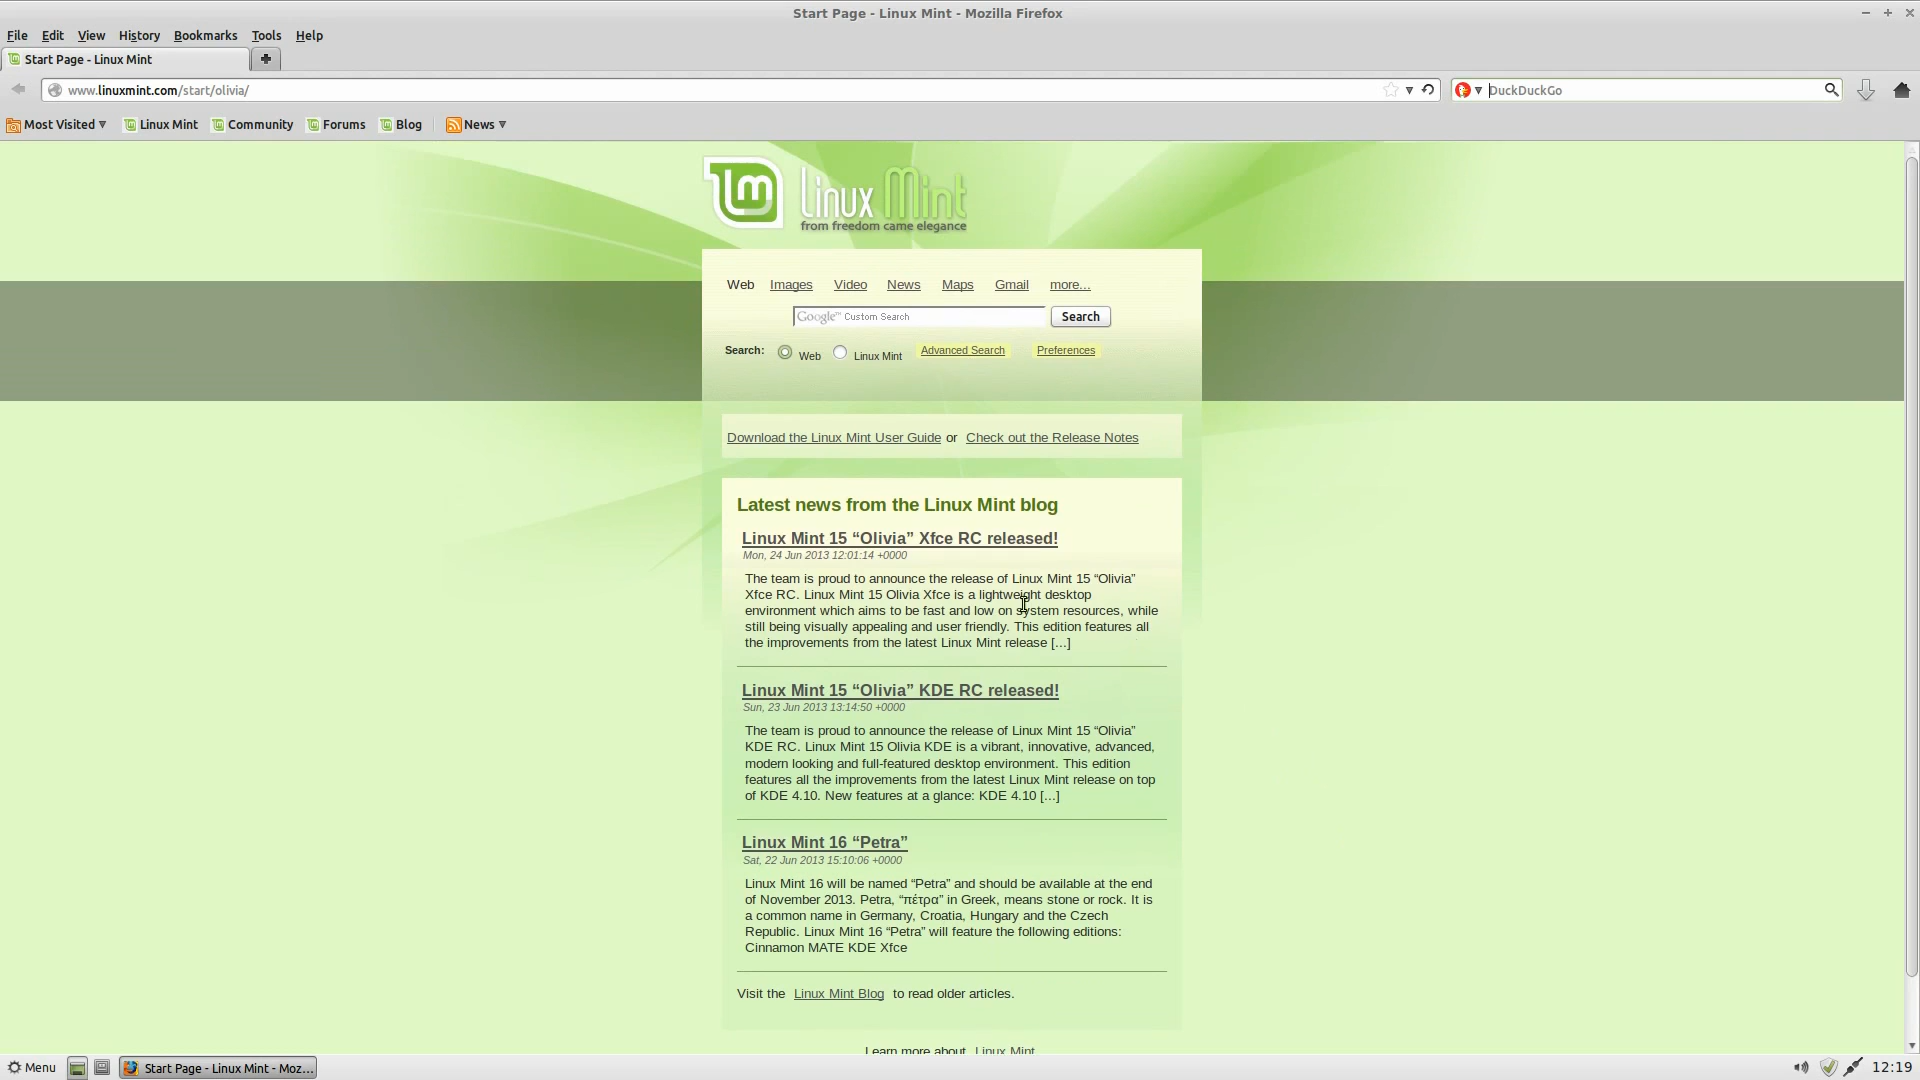 Start Page - Linux Mint - Mozilla Firefox
File Edit View History Bookmarks Tools Help
Start Page - Linux Mint
www.linuxmint.com/start/olivia/
DuckDuckGo
Most Visited Linux Mint Community Forums Blog News
Linux Mint
from freedom came elegance
Web Images Video News Maps Gmail more...
Google™ Custom Search Search
Search: Web Linux Mint Advanced Search Preferences
Download the Linux Mint User Guide or Check out the Release Notes
Latest news from the Linux Mint blog
Linux Mint 15 “Olivia” Xfce RC released!
Mon, 24 Jun 2013 12:01:14 +0000
The team is proud to announce the release of Linux Mint 15 “Olivia”
Xfce RC. Linux Mint 15 Olivia Xfce is a lightweight desktop
environment which aims to be fast and low on system resources, while
still being visually appealing and user friendly. This edition features all
the improvements from the latest Linux Mint release [...]
Linux Mint 15 “Olivia” KDE RC released!
Sun, 23 Jun 2013 13:14:50 +0000
The team is proud to announce the release of Linux Mint 15 “Olivia”
KDE RC. Linux Mint 15 Olivia KDE is a vibrant, innovative, advanced,
modern looking and full-featured desktop environment. This edition
features all the improvements from the latest Linux Mint release on top
of KDE 4.10. New features at a glance: KDE 4.10 [...]
Linux Mint 16 “Petra”
Sat, 22 Jun 2013 15:10:06 +0000
Linux Mint 16 will be named “Petra” and should be available at the end
of November 2013. Petra, “πέτρα” in Greek, means stone or rock. It is
a common name in Germany, Croatia, Hungary and the Czech
Republic. Linux Mint 16 “Petra” will feature the following editions:
Cinnamon MATE KDE Xfce
Visit the Linux Mint Blog to read older articles.
Learn more about Linux Mint
Menu Start Page - Linux Mint - Moz... 12:19